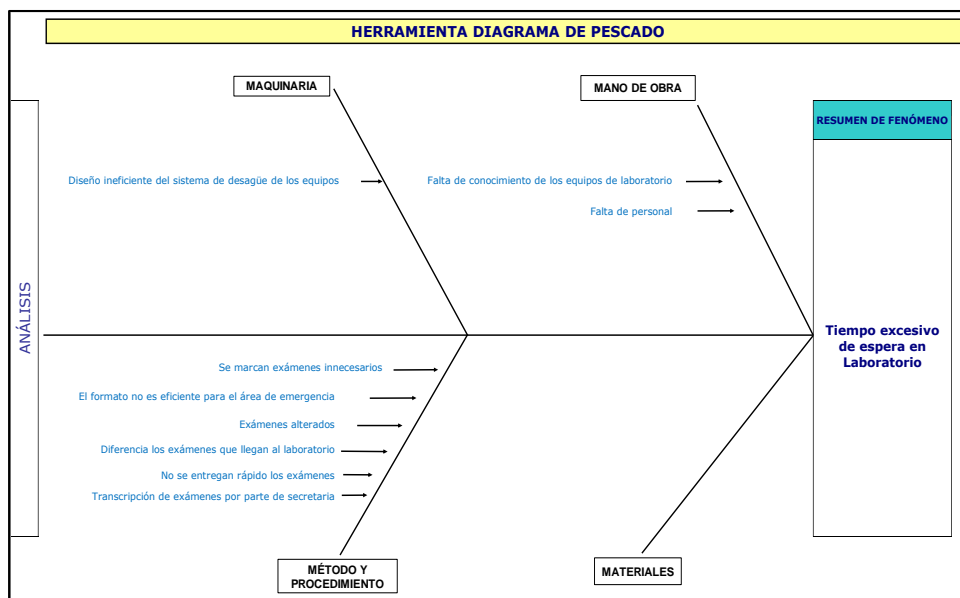 HERRAMIENTA DIAGRAMA DE PESCADO
MAQUINARIA
MANO DE OBRA
RESUMEN DE FENÓMENO
Diseño ineficiente del sistema de desagüe de los equipos
Falta de conocimiento de los equipos de laboratorio
Falta de personal
ANÁLISIS
Tiempo excesivo
de espera en
Laboratorio
Se marcan exámenes innecesarios
El formato no es eficiente para el área de emergencia
Exámenes alterados
Diferencia los exámenes que llegan al laboratorio
No se entregan rápido los exámenes
Transcripción de exámenes por parte de secretaria
MÉTODO Y
PROCEDIMIENTO
MATERIALES